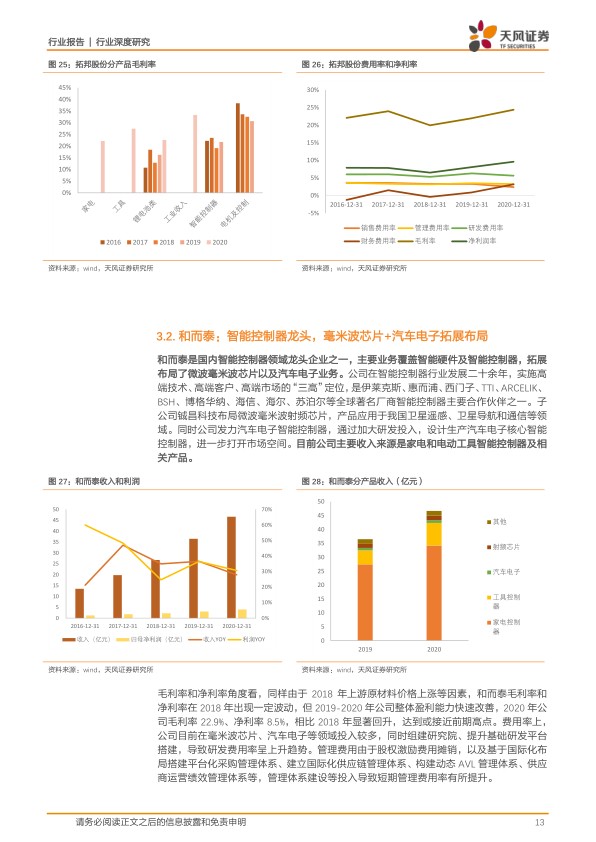 行业报告 | 行业深度研究
天风证券
TF SECURITIES
图 25：拓邦股份分产品毛利率
图 26：拓邦股份费用率和净利率
45%
40%
35%
30%
25%
20%
15%
10%
5%
0%
家电
工具
锂电池类
工业收入
智能控制器
电机及控制
2016 2017 2018 2019 2020
30%
25%
20%
15%
10%
5%
0%
-5%
2016-12-31 2017-12-31 2018-12-31 2019-12-31 2020-12-31
销售费用率 管理费用率 研发费用率
财务费用率 毛利率 净利润率
资料来源：wind，天风证券研究所
资料来源：wind，天风证券研究所
3.2. 和而泰：智能控制器龙头，毫米波芯片+汽车电子拓展布局
和而泰是国内智能控制器领域龙头企业之一，主要业务覆盖智能硬件及智能控制器，拓展
布局了微波毫米波芯片以及汽车电子业务。公司在智能控制器行业发展二十余年，实施高
端技术、高端客户、高端市场的“三高”定位，是伊莱克斯、惠而浦、西门子、TTI、ARCELIK、
BSH、博格华纳、海信、海尔、苏泊尔等全球著名厂商智能控制器主要合作伙伴之一。子
公司铖昌科技布局微波毫米波射频芯片，产品应用于我国卫星遥感、卫星导航和通信等领
域。同时公司发力汽车电子智能控制器，通过加大研发投入，设计生产汽车电子核心智能
控制器，进一步打开市场空间。目前公司主要收入来源是家电和电动工具智能控制器及相
关产品。
图 27：和而泰收入和利润
图 28：和而泰分产品收入（亿元）
50
45
40
35
30
25
20
15
10
5
0
70%
60%
50%
40%
30%
20%
10%
0%
2016-12-31 2017-12-31 2018-12-31 2019-12-31 2020-12-31
收入（亿元） 归母净利润（亿元） 收入YOY 利润YOY
50
45
40
35
30
25
20
15
10
5
0
2019 2020
其他
射频芯片
汽车电子
工具控制
器
家电控制
器
资料来源：wind，天风证券研究所
资料来源：wind，天风证券研究所
毛利率和净利率角度看，同样由于 2018 年上游原材料价格上涨等因素，和而泰毛利率和
净利率在 2018 年出现一定波动，但 2019-2020 年公司整体盈利能力快速改善，2020 年公
司毛利率 22.9%、净利率 8.5%，相比 2018 年显著回升，达到或接近前期高点。费用率上，
公司目前在毫米波芯片、汽车电子等领域投入较多，同时组建研究院、提升基础研发平台
搭建，导致研发费用率呈上升趋势。管理费用由于股权激励费用摊销，以及基于国际化布
局搭建平台化采购管理体系、建立国际化供应链管理体系、构建动态 AVL 管理体系、供应
商运营绩效管理体系等，管理体系建设等投入导致短期管理费用率有所提升。
请务必阅读正文之后的信息披露和免责申明
13